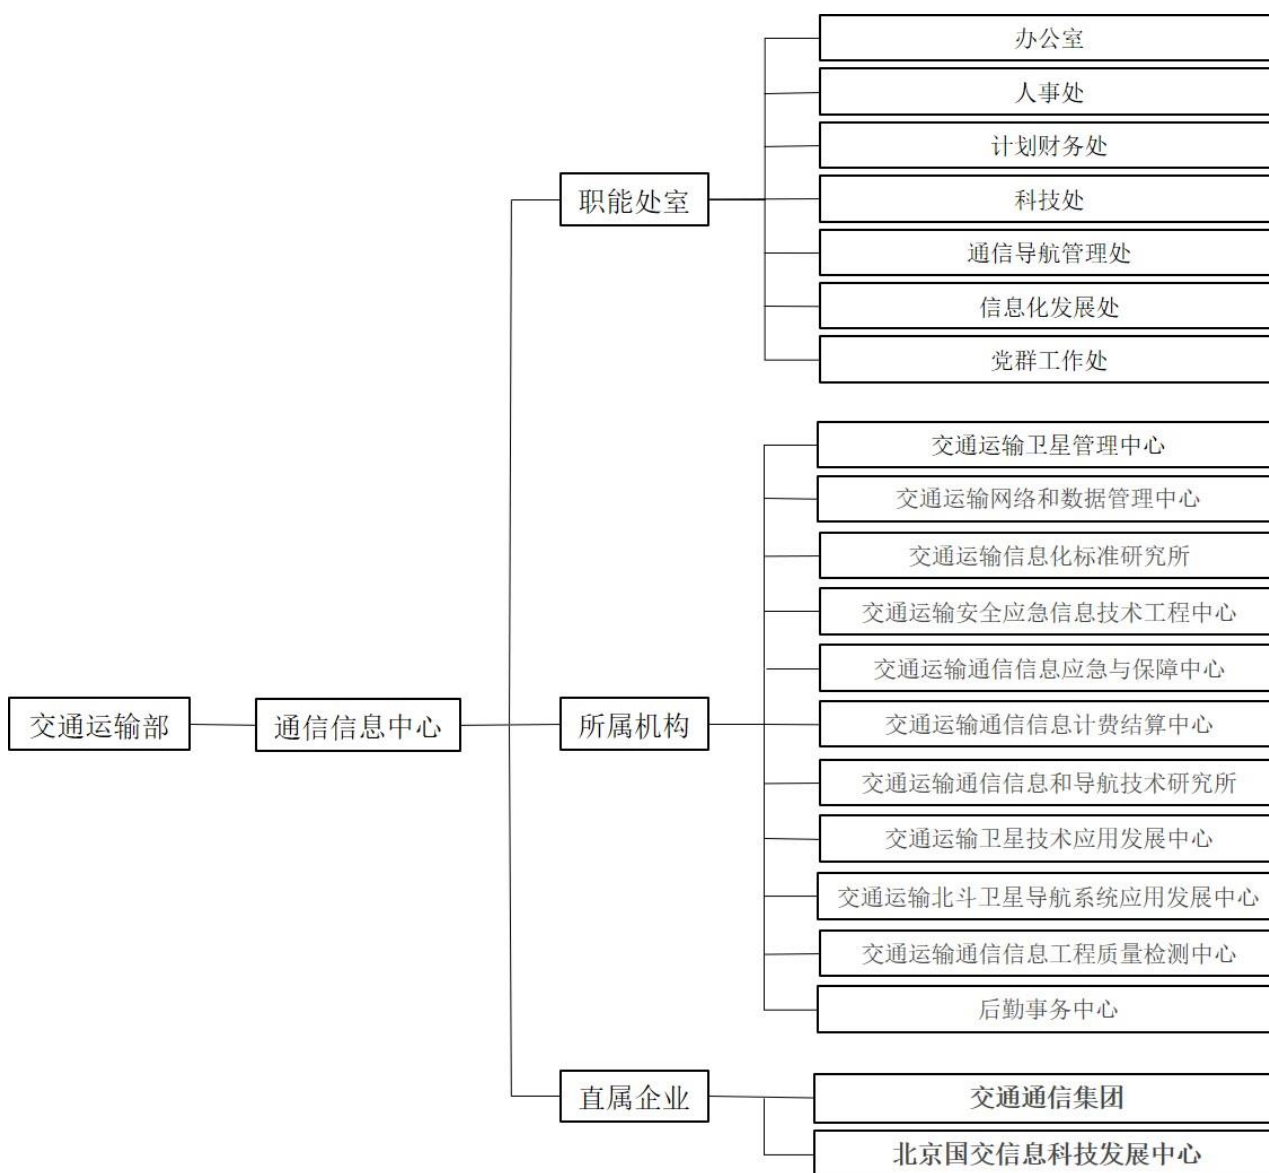 交通运输部
通信信息中心
职能处室
办公室
人事处
计划财务处
科技处
通信导航管理处
信息化发展处
党群工作处
所属机构
交通运输卫星管理中心
交通运输网络和数据管理中心
交通运输信息化标准研究所
交通运输安全应急信息技术工程中心
交通运输通信信息应急与保障中心
交通运输通信信息计费结算中心
交通运输通信信息和导航技术研究所
交通运输卫星技术应用发展中心
交通运输北斗卫星导航系统应用发展中心
交通运输通信信息工程质量检测中心
后勤事务中心
直属企业
交通通信集团
北京国交信息科技发展中心